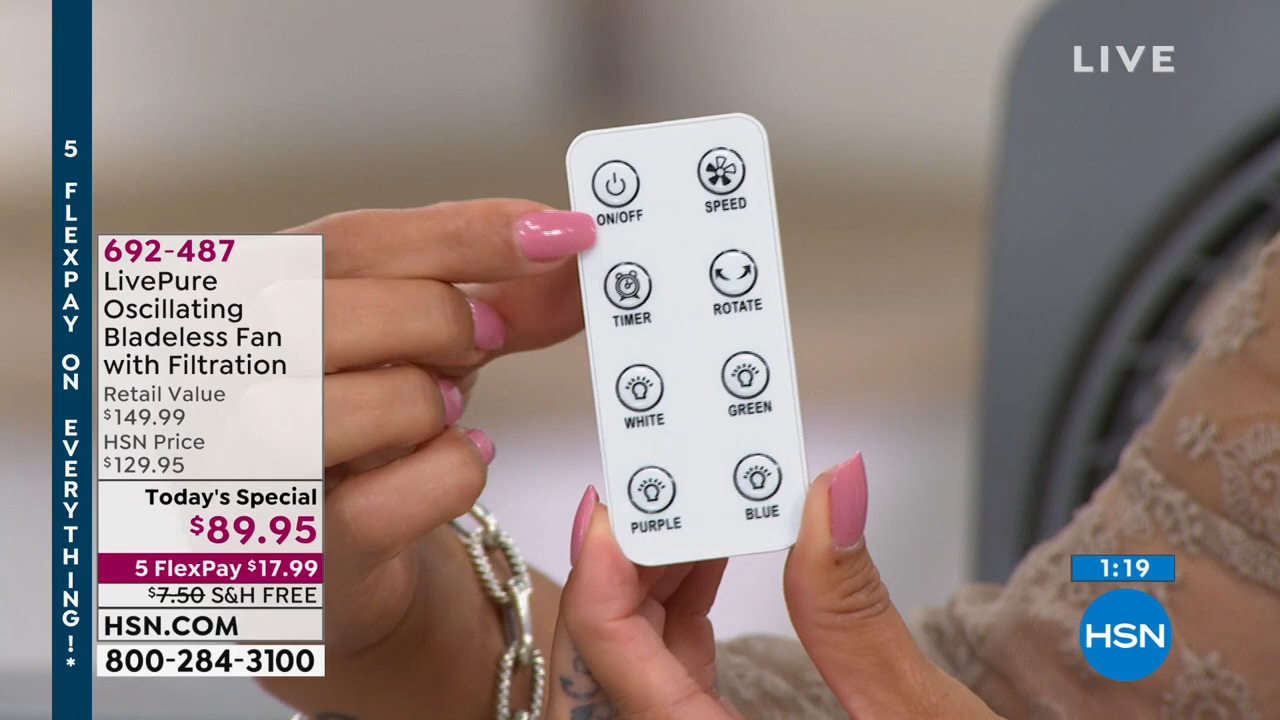 LIVE
5 FLEXPAY ON EVERYTHING!*
692-487
LivePure
Oscillating
Bladeless Fan
with Filtration
Retail Value
$149.99
HSN Price
$129.95
Today's Special
$89.95
5 FlexPay $17.99
$7.50 S&H FREE
HSN.COM
800-284-3100
ON/OFF
SPEED
TIMER
ROTATE
WHITE
GREEN
PURPLE
BLUE
1:19
HSN